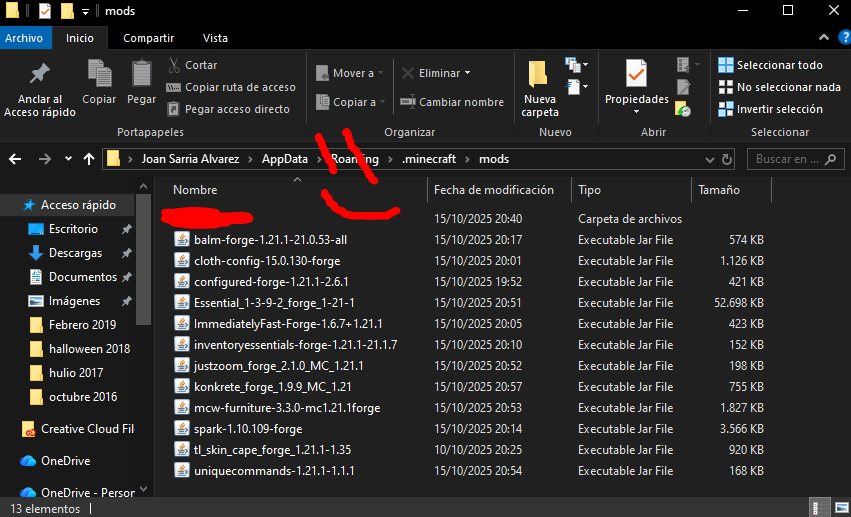 mods
Archivo Inicio Compartir Vista
Anclar al Acceso rápido
Copiar
Pegar
Cortar
Copiar ruta de acceso
Pegar acceso directo
Portapapeles
Mover a
Copiar a
Eliminar
Cambiar nombre
Organizar
Nueva carpeta
Nuevo
Propiedades
Abrir
Seleccionar todo
No seleccionar nada
Invertir selección
Seleccionar
Joan Sarria Alvarez > AppData > Roaming > .minecraft > mods
Buscar en ...
Nombre Fecha de modificación Tipo Tamaño
Acceso rápido
Escritorio
Descargas
Documentos
Imágenes
Febrero 2019
halloween 2018
hulio 2017
octubre 2016
Creative Cloud Fil
OneDrive
OneDrive - Person
15/10/2025 20:40 Carpeta de archivos
balm-forge-1.21.1-21.0.53-all 15/10/2025 20:17 Executable Jar File 574 KB
cloth-config-15.0.130-forge 15/10/2025 20:01 Executable Jar File 1.126 KB
configured-forge-1.21.1-2.6.1 15/10/2025 19:52 Executable Jar File 421 KB
Essential_1-3-9-2_forge_1-21-1 15/10/2025 20:51 Executable Jar File 52.698 KB
ImmediatelyFast-Forge-1.6.7+1.21.1 15/10/2025 20:05 Executable Jar File 423 KB
inventoryessentials-forge-1.21.1-21.1.7 15/10/2025 20:10 Executable Jar File 152 KB
justzoom_forge_2.1.0_MC_1.21.1 15/10/2025 20:52 Executable Jar File 198 KB
konkrete_forge_1.9.9_MC_1.21 15/10/2025 20:57 Executable Jar File 755 KB
mcw-furniture-3.3.0-mc1.21.1forge 15/10/2025 20:53 Executable Jar File 1.827 KB
spark-1.10.109-forge 15/10/2025 20:14 Executable Jar File 3.566 KB
tl_skin_cape_forge_1.21.1-1.35 10/10/2025 20:25 Executable Jar File 920 KB
uniquecommands-1.21.1-1.1.1 15/10/2025 20:54 Executable Jar File 168 KB
13 elementos